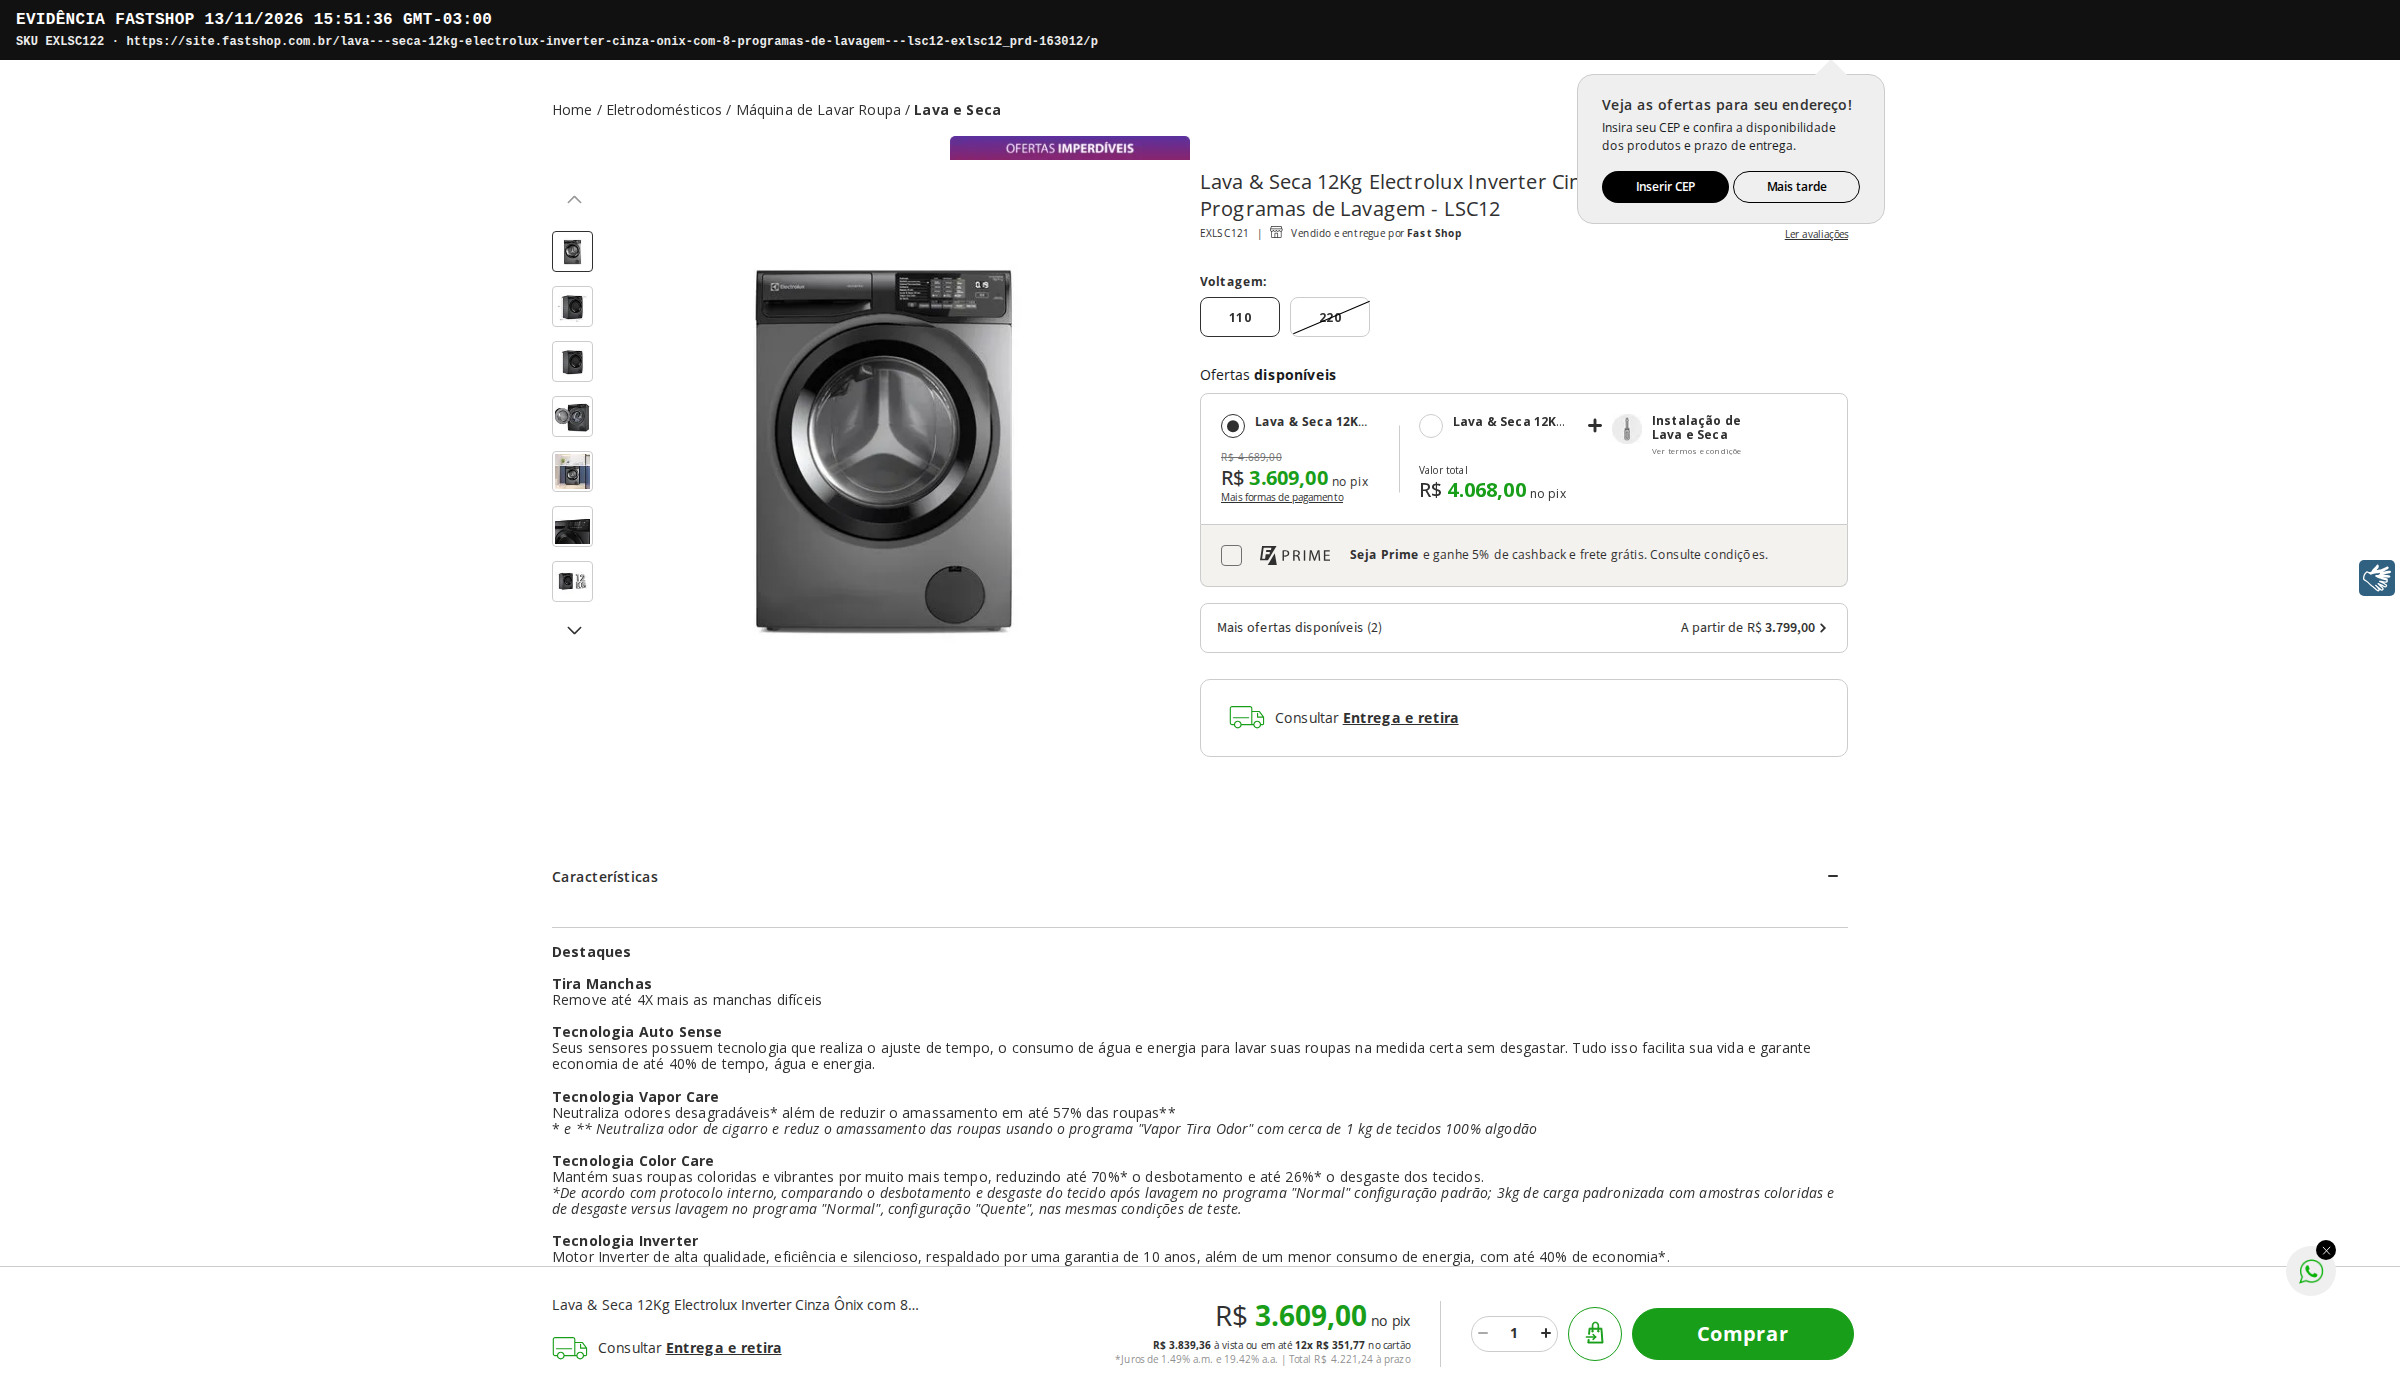 EVIDÊNCIA FASTSHOP 13/11/2026 15:51:36 GMT-03:00
SKU EXLSC122 · https://site.fastshop.com.br/lava---seca-12kg-electrolux-inverter-cinza-onix-com-8-programas-de-lavagem---lsc12-exlsc12_prd-163012/p
Home / Eletrodomésticos / Máquina de Lavar Roupa / Lava e Seca
Veja as ofertas para seu endereço!
Insira seu CEP e confira a disponibilidade
dos produtos e prazo de entrega.
Inserir CEP
Mais tarde
OFERTAS IMPERDÍVEIS
Lava & Seca 12Kg Electrolux Inverter Cin
Programas de Lavagem - LSC12
EXLSC121 | Vendido e entregue por Fast Shop
Ler avaliações
Electrolux
Voltagem:
110
220
Ofertas disponíveis
Lava & Seca 12K...
R$ 4.689,00
R$ 3.609,00 no pix
Mais formas de pagamento
Lava & Seca 12K...
+
Instalação de
Lava e Seca
Ver termos e condiçõe
Valor total
R$ 4.068,00 no pix
PRIME
Seja Prime e ganhe 5% de cashback e frete grátis. Consulte condições.
12 KG
Mais ofertas disponíveis (2)
A partir de R$ 3.799,00
Consultar Entrega e retira
Características
Destaques
Tira Manchas
Remove até 4X mais as manchas difíceis
Tecnologia Auto Sense
Seus sensores possuem tecnologia que realiza o ajuste de tempo, o consumo de água e energia para lavar suas roupas na medida certa sem desgastar. Tudo isso facilita sua vida e garante
economia de até 40% de tempo, água e energia.
Tecnologia Vapor Care
Neutraliza odores desagradáveis* além de reduzir o amassamento em até 57% das roupas**
* e ** Neutraliza odor de cigarro e reduz o amassamento das roupas usando o programa "Vapor Tira Odor" com cerca de 1 kg de tecidos 100% algodão
Tecnologia Color Care
Mantém suas roupas coloridas e vibrantes por muito mais tempo, reduzindo até 70%* o desbotamento e até 26%* o desgaste dos tecidos.
*De acordo com protocolo interno, comparando o desbotamento e desgaste do tecido após lavagem no programa "Normal" configuração padrão; 3kg de carga padronizada com amostras coloridas e
de desgaste versus lavagem no programa "Normal", configuração "Quente", nas mesmas condições de teste.
Tecnologia Inverter
Motor Inverter de alta qualidade, eficiência e silencioso, respaldado por uma garantia de 10 anos, além de um menor consumo de energia, com até 40% de economia*.
Lava & Seca 12Kg Electrolux Inverter Cinza Ônix com 8...
Consultar Entrega e retira
R$ 3.609,00 no pix
R$ 3.839,36 à vista ou em até 12x R$ 351,77 no cartão
*Juros de 1.49% a.m. e 19.42% a.a. | Total R$ 4.221,24 à prazo
1
Comprar